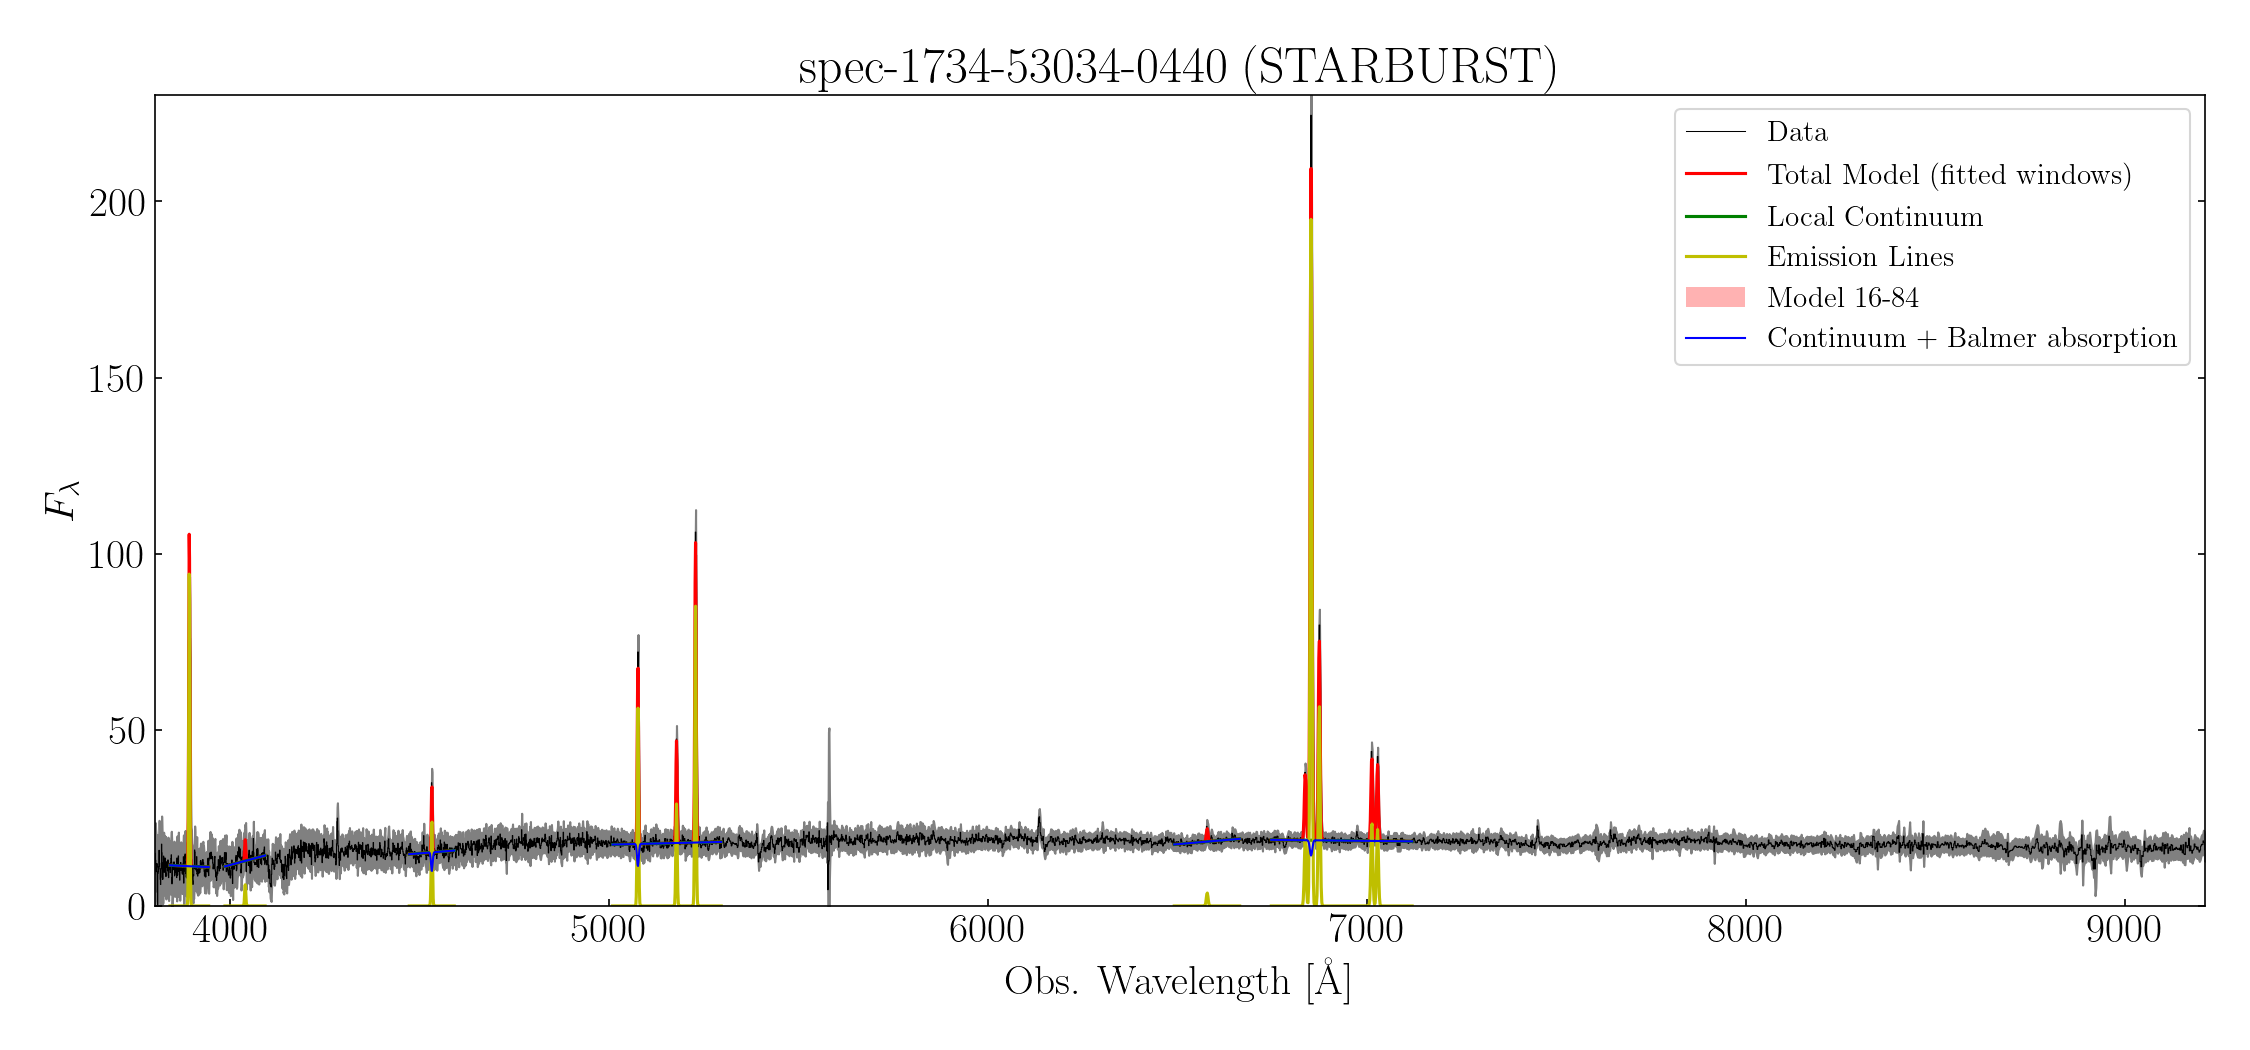 spec-1734-53034-0440 (STARBURST)
Data
Total Model (fitted windows)
Local Continuum
Emission Lines
Model 16-84
Continuum + Balmer absorption
200
150
100
50
0
Fλ
4000 5000 6000 7000 8000 9000
Obs. Wavelength [Å]